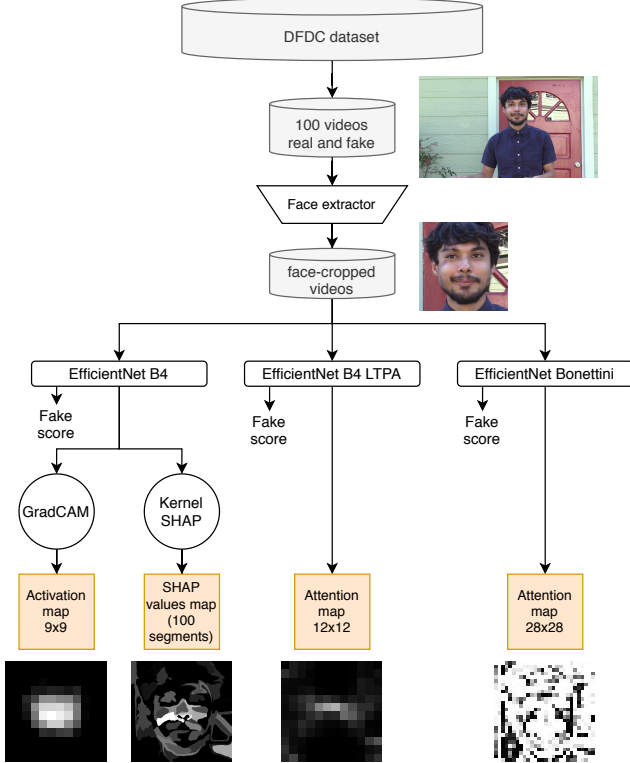 DFDC dataset
100 videos
real and fake
Face extractor
face-cropped
videos
EfficientNet B4
EfficientNet B4 LTPA
EfficientNet Bonettini
Fake
score
Fake
score
Fake
score
GradCAM
Kernel
SHAP
Activation
map
9x9
SHAP
values map
(100
segments)
Attention
map
12x12
Attention
map
28x28